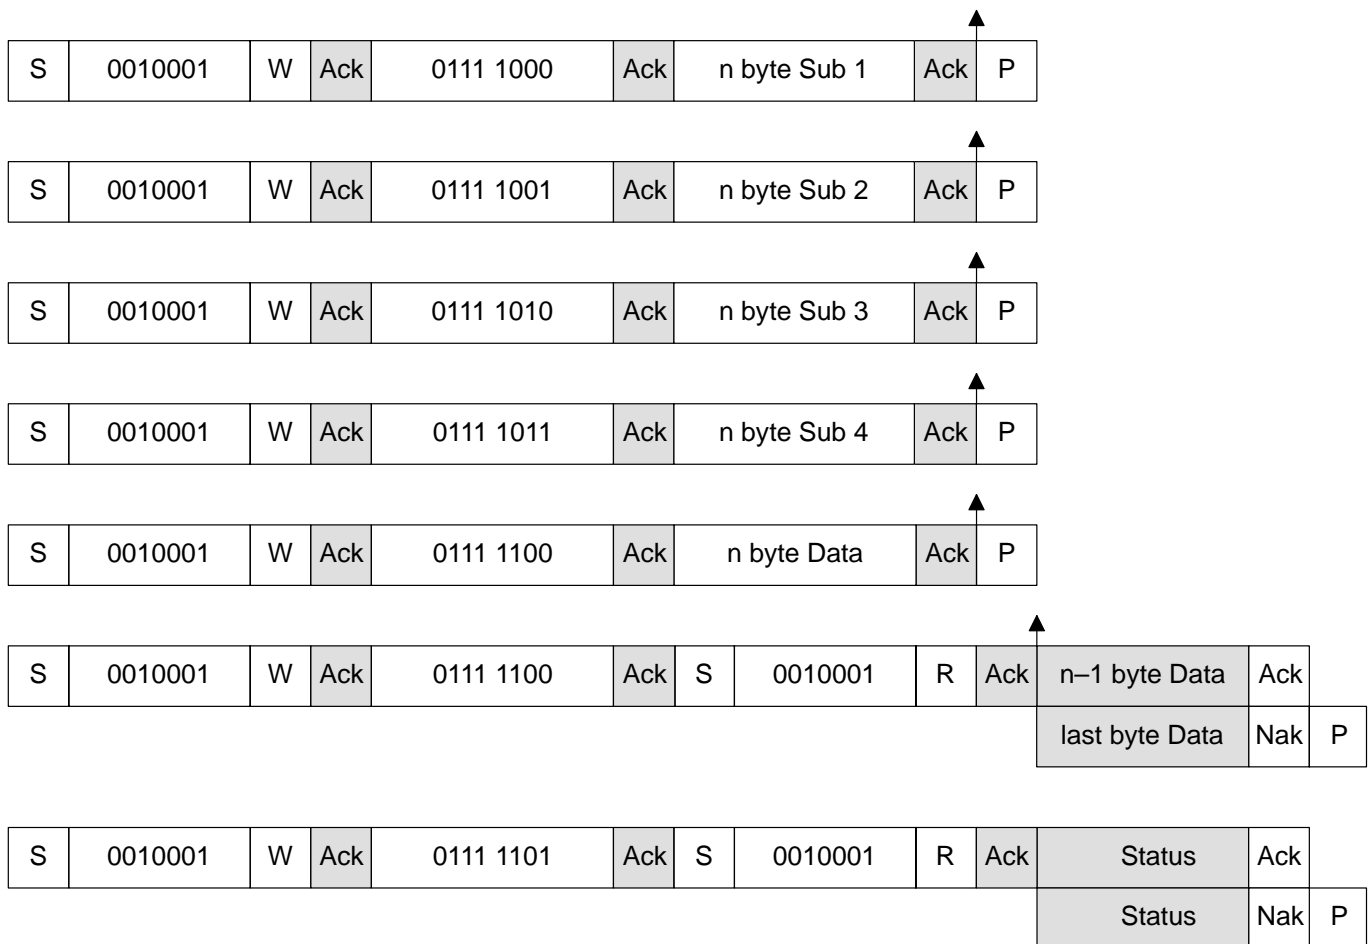 S 0010001 W Ack 0111 1000 Ack n byte Sub 1 Ack P
S 0010001 W Ack 0111 1001 Ack n byte Sub 2 Ack P
S 0010001 W Ack 0111 1010 Ack n byte Sub 3 Ack P
S 0010001 W Ack 0111 1011 Ack n byte Sub 4 Ack P
S 0010001 W Ack 0111 1100 Ack n byte Data Ack P
S 0010001 W Ack 0111 1100 Ack S 0010001 R Ack n–1 byte Data Ack
last byte Data Nak P
S 0010001 W Ack 0111 1101 Ack S 0010001 R Ack Status Ack
Status Nak P